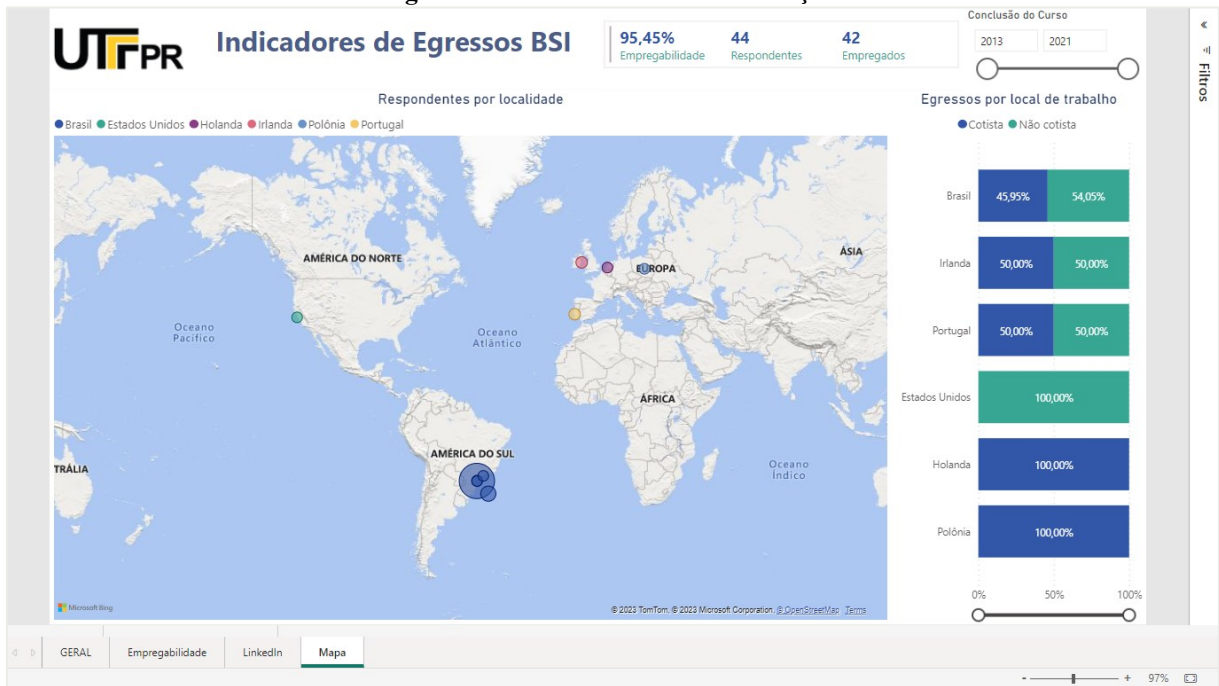 UTFPR
Indicadores de Egressos BSI
95,45%
Empregabilidade
44
Respondentes
42
Empregados
Conclusão do Curso
2013
2021
Filtros
Respondentes por localidade
Brasil Estados Unidos Holanda Irlanda Polônia Portugal
AMÉRICA DO NORTE
EUROPA
ÁSIA
Oceano
Pacífico
Oceano
Atlântico
ÁFRICA
AMÉRICA DO SUL
TRÁLIA
Oceano
Índico
Microsoft Bing
© 2023 TomTom, © 2023 Microsoft Corporation, © OpenStreetMap Terms
Egressos por local de trabalho
Cotista Não cotista
Brasil 45,95% 54,05%
Irlanda 50,00% 50,00%
Portugal 50,00% 50,00%
Estados Unidos 100,00%
Holanda 100,00%
Polônia 100,00%
0% 50% 100%
GERAL Empregabilidade LinkedIn Mapa
- + 97%